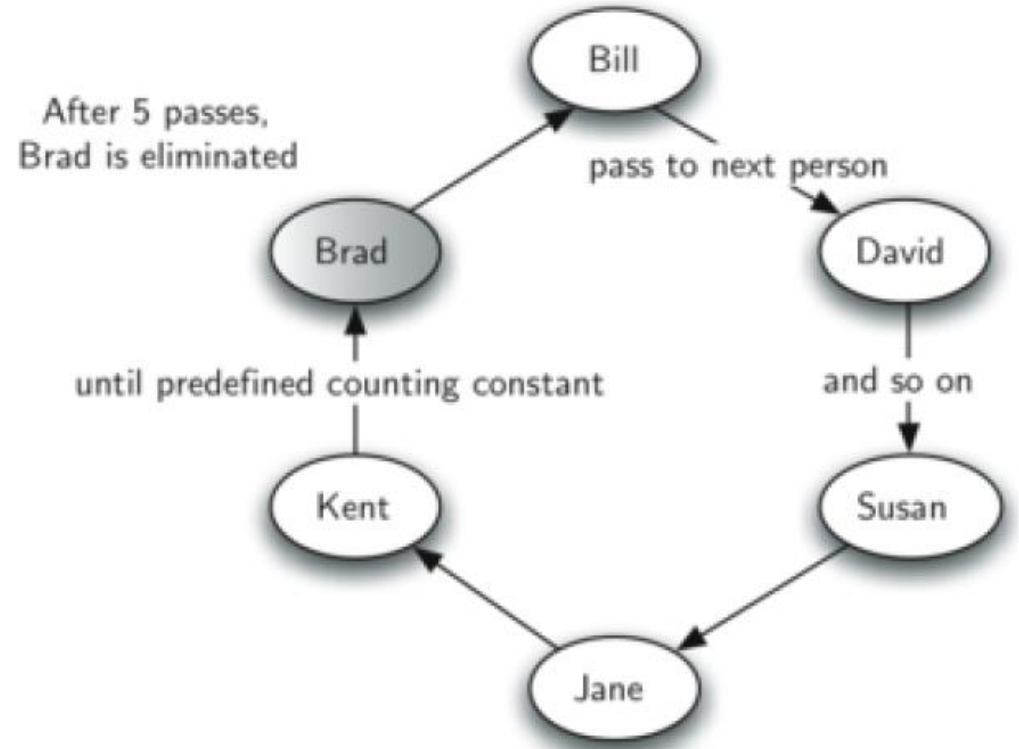 Bill
After 5 passes,
Brad is eliminated
pass to next person
Brad
David
until predefined counting constant
and so on
Kent
Susan
Jane